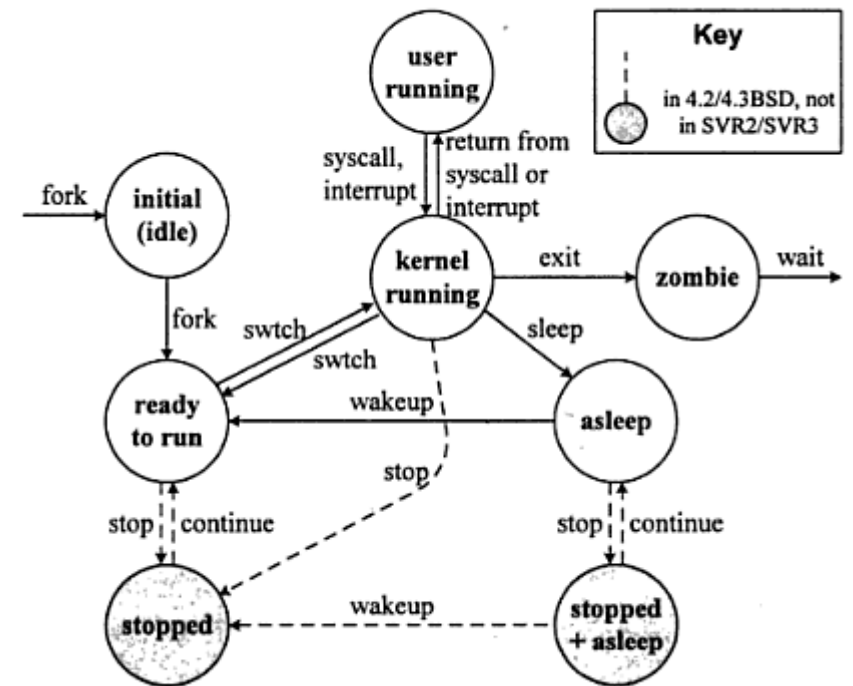 Key
in 4.2/4.3BSD, not
in SVR2/SVR3
user
running
syscall,
interrupt
return from
syscall or
interrupt
fork
initial
(idle)
kernel
running
exit
zombie
wait
fork
swtch
swtch
sleep
ready
to run
wakeup
asleep
stop
stop
continue
stop
continue
stopped
wakeup
stopped
+ asleep